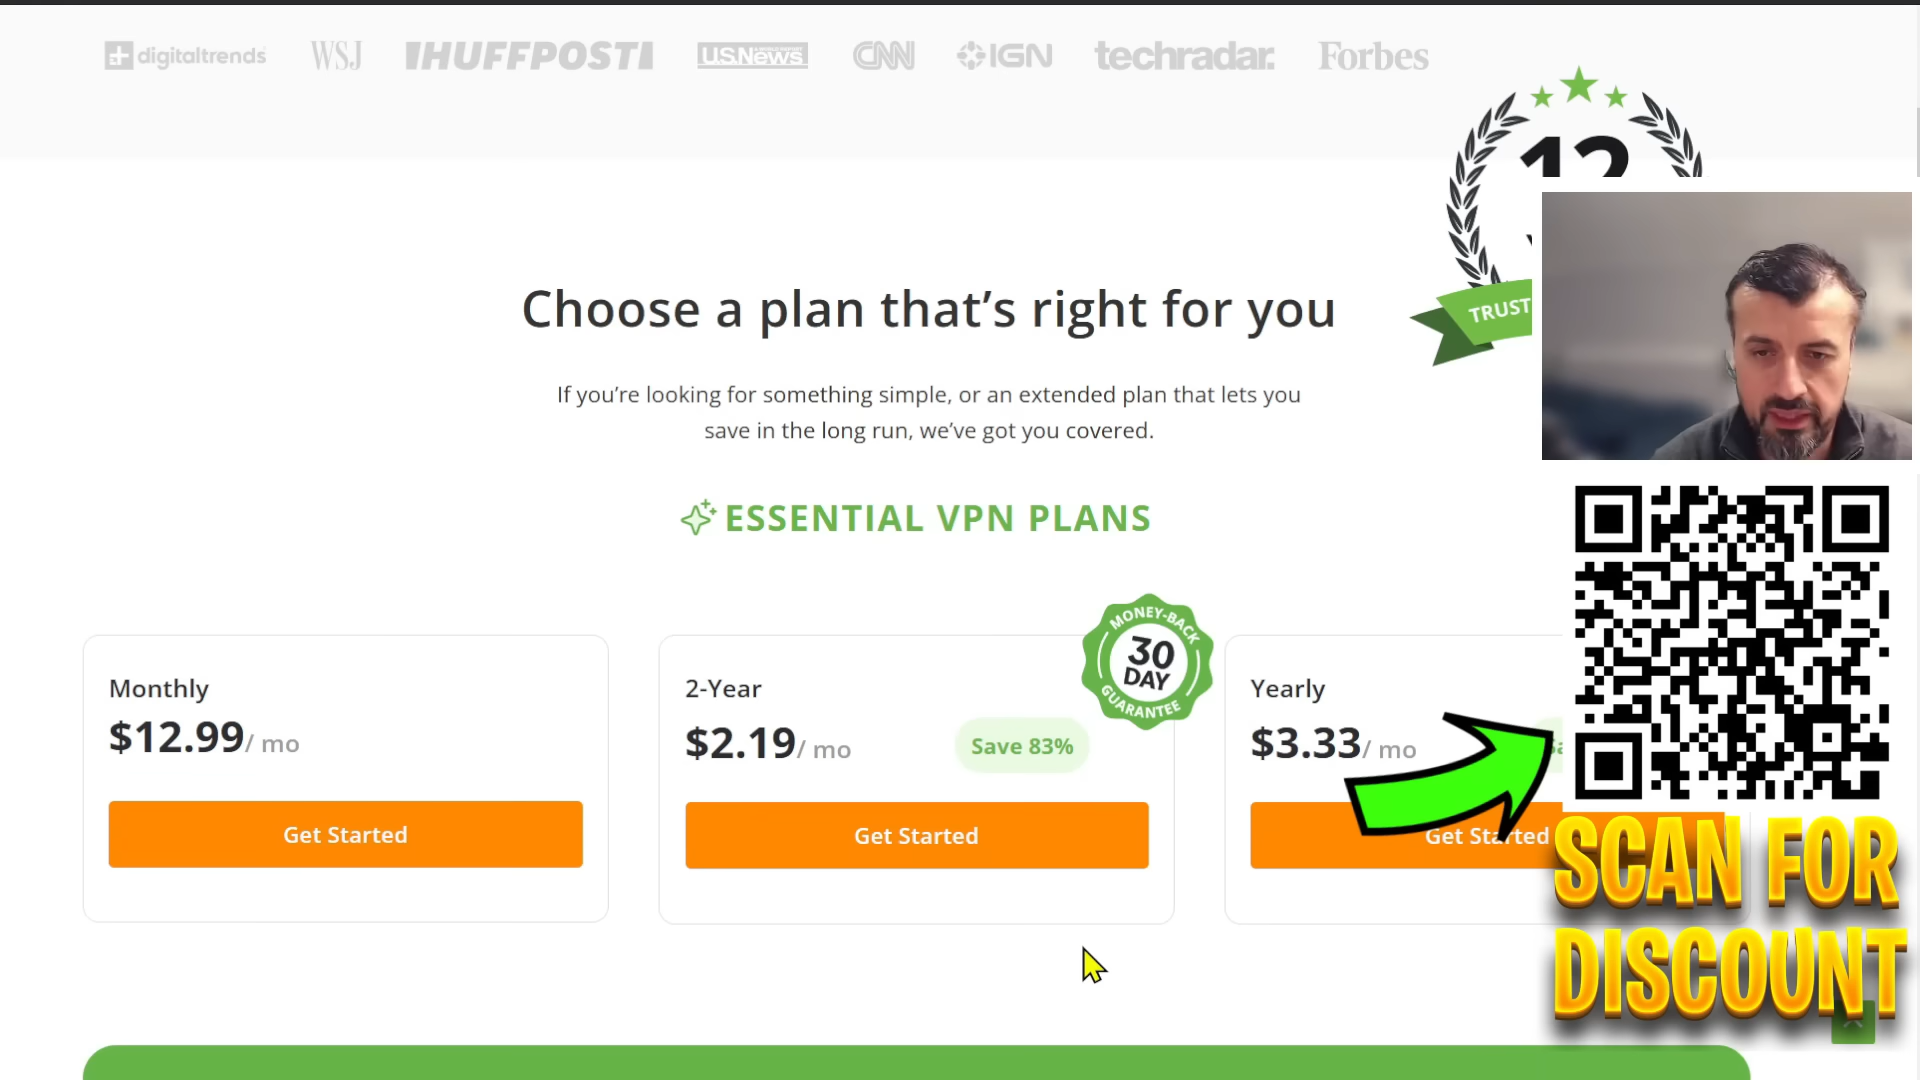 digitaltrends WSJ HUFFPOST U.S.News CNN IGN techradar. Forbes
12
TRUST
Choose a plan that’s right for you
If you’re looking for something simple, or an extended plan that lets you
save in the long run, we’ve got you covered.
ESSENTIAL VPN PLANS
MONEY-BACK
30
DAY
GUARANTEE
Monthly
$12.99/ mo
Get Started
2-Year
$2.19/ mo
Save 83%
Get Started
Yearly
$3.33/ mo
Get Started
SCAN FOR
DISCOUNT